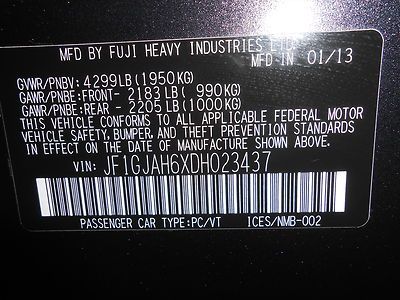 MFD BY FUJI HEAVY INDUSTRIES LTD.
MFD IN 01/13
GVWR/PNBV: 4299LB (1950KG)
GAWR/PNBE:FRONT- 2183 LB ( 990KG)
GAWR/PNBE:REAR - 2205 LB (1000KG)
THIS VEHICLE CONFORMS TO ALL APPLICABLE FEDERAL MOTOR
VEHICLE SAFETY, BUMPER, AND THEFT PREVENTION STANDARDS
IN EFFECT ON THE DATE OF MANUFACTURE SHOWN ABOVE.
VIN: JF1GJAH6XDH023437
PASSENGER CAR TYPE:PC/VT 1CES/NMB-002